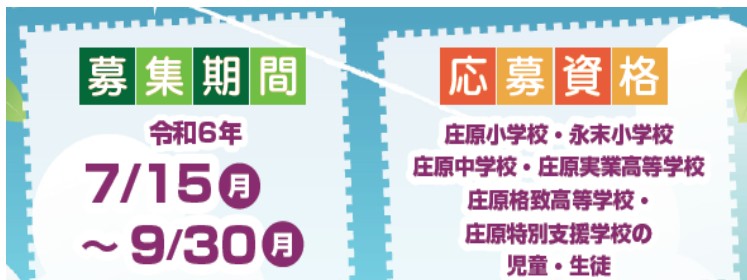 募集期間
令和6年
7/15月
～9/30月
応募資格
庄原小学校・永末小学校
庄原中学校・庄原実業高等学校
庄原格致高等学校・
庄原特別支援学校の
児童・生徒